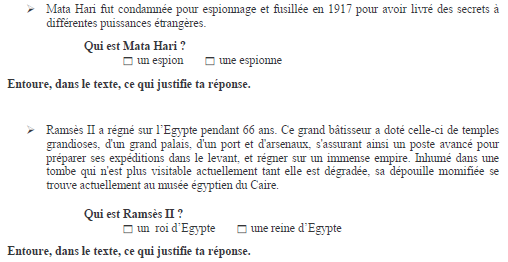 ➢ Mata Hari fut condamnée pour espionnage et fusillée en 1917 pour avoir livré des secrets à
différentes puissances étrangères.
Qui est Mata Hari ?
☐ un espion ☐ une espionne
Entoure, dans le texte, ce qui justifie ta réponse.
➢ Ramsès II a régné sur l'Egypte pendant 66 ans. Ce grand bâtisseur a doté celle-ci de temples
grandioses, d'un grand palais, d'un port et d'arsenaux, s'assurant ainsi un poste avancé pour
préparer ses expéditions dans le levant, et régner sur un immense empire. Inhumé dans une
tombe qui n'est plus visitable actuellement tant elle est dégradée, sa dépouille momifiée se
trouve actuellement au musée égyptien du Caire.
Qui est Ramsès II ?
☐ un roi d'Egypte ☐ une reine d'Egypte
Entoure, dans le texte, ce qui justifie ta réponse.